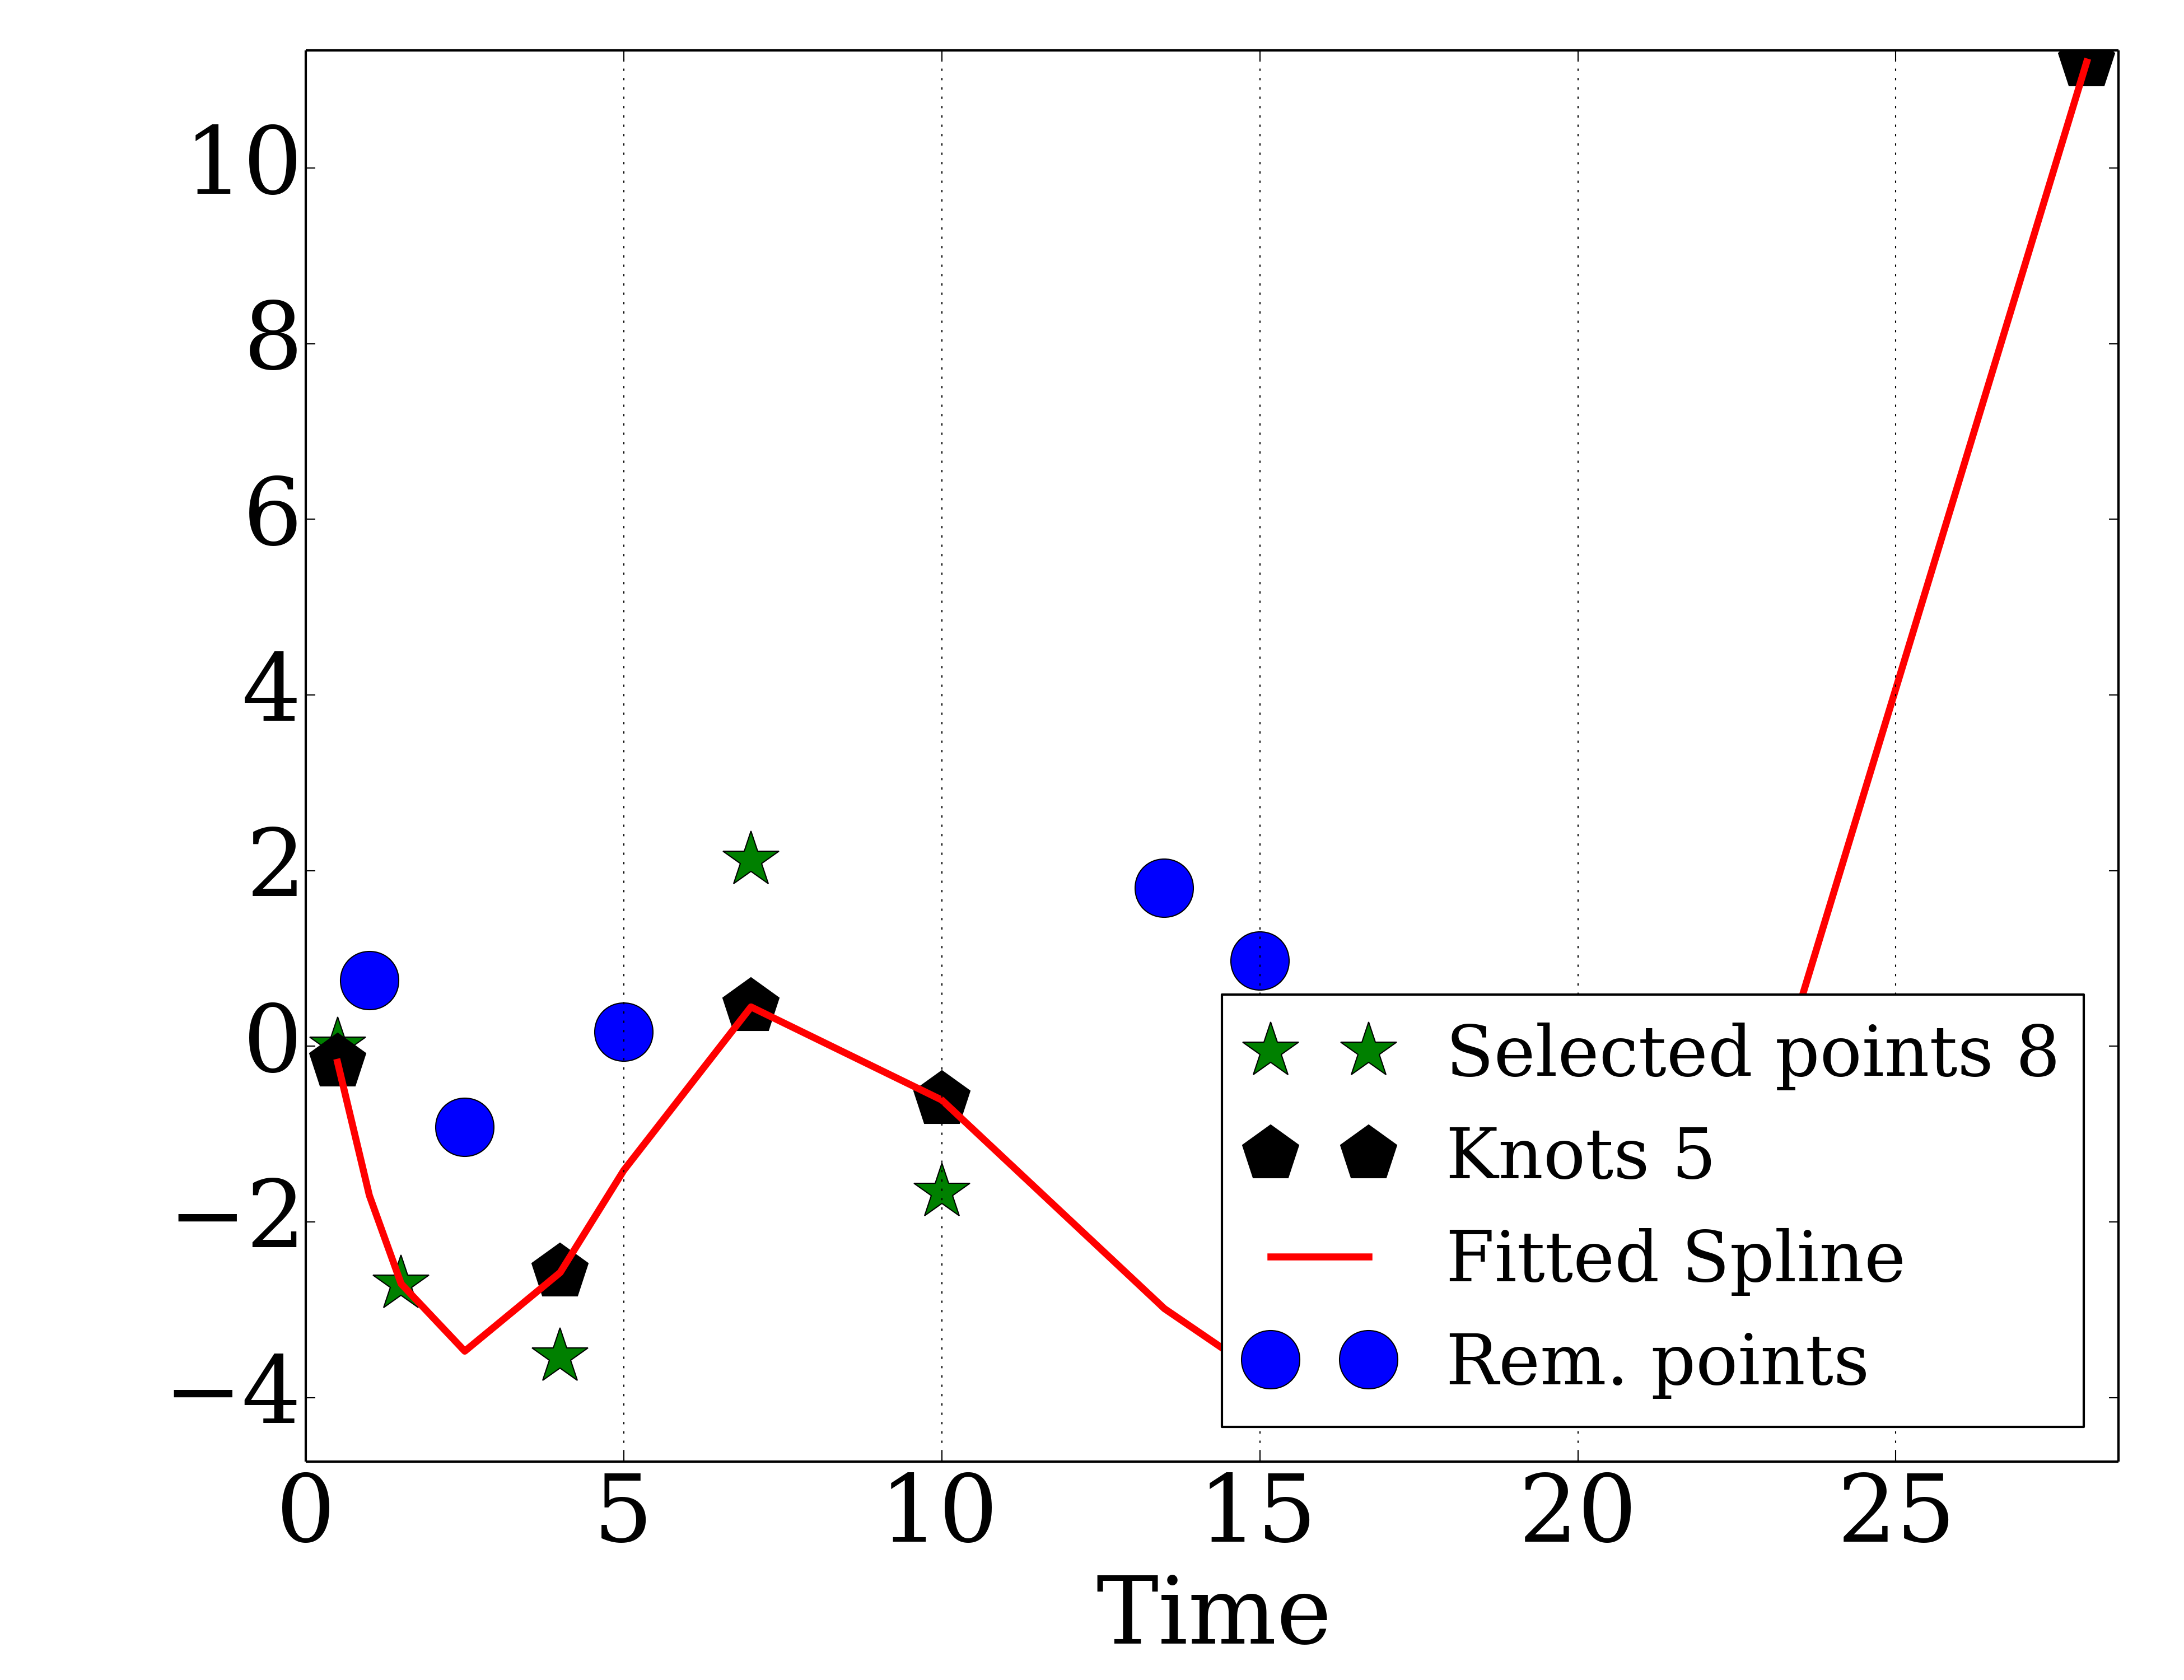 10
8
6
4
2
0
−2
−4
Selected points 8
Knots 5
Fitted Spline
Rem. points
0 5 10 15 20 25
Time